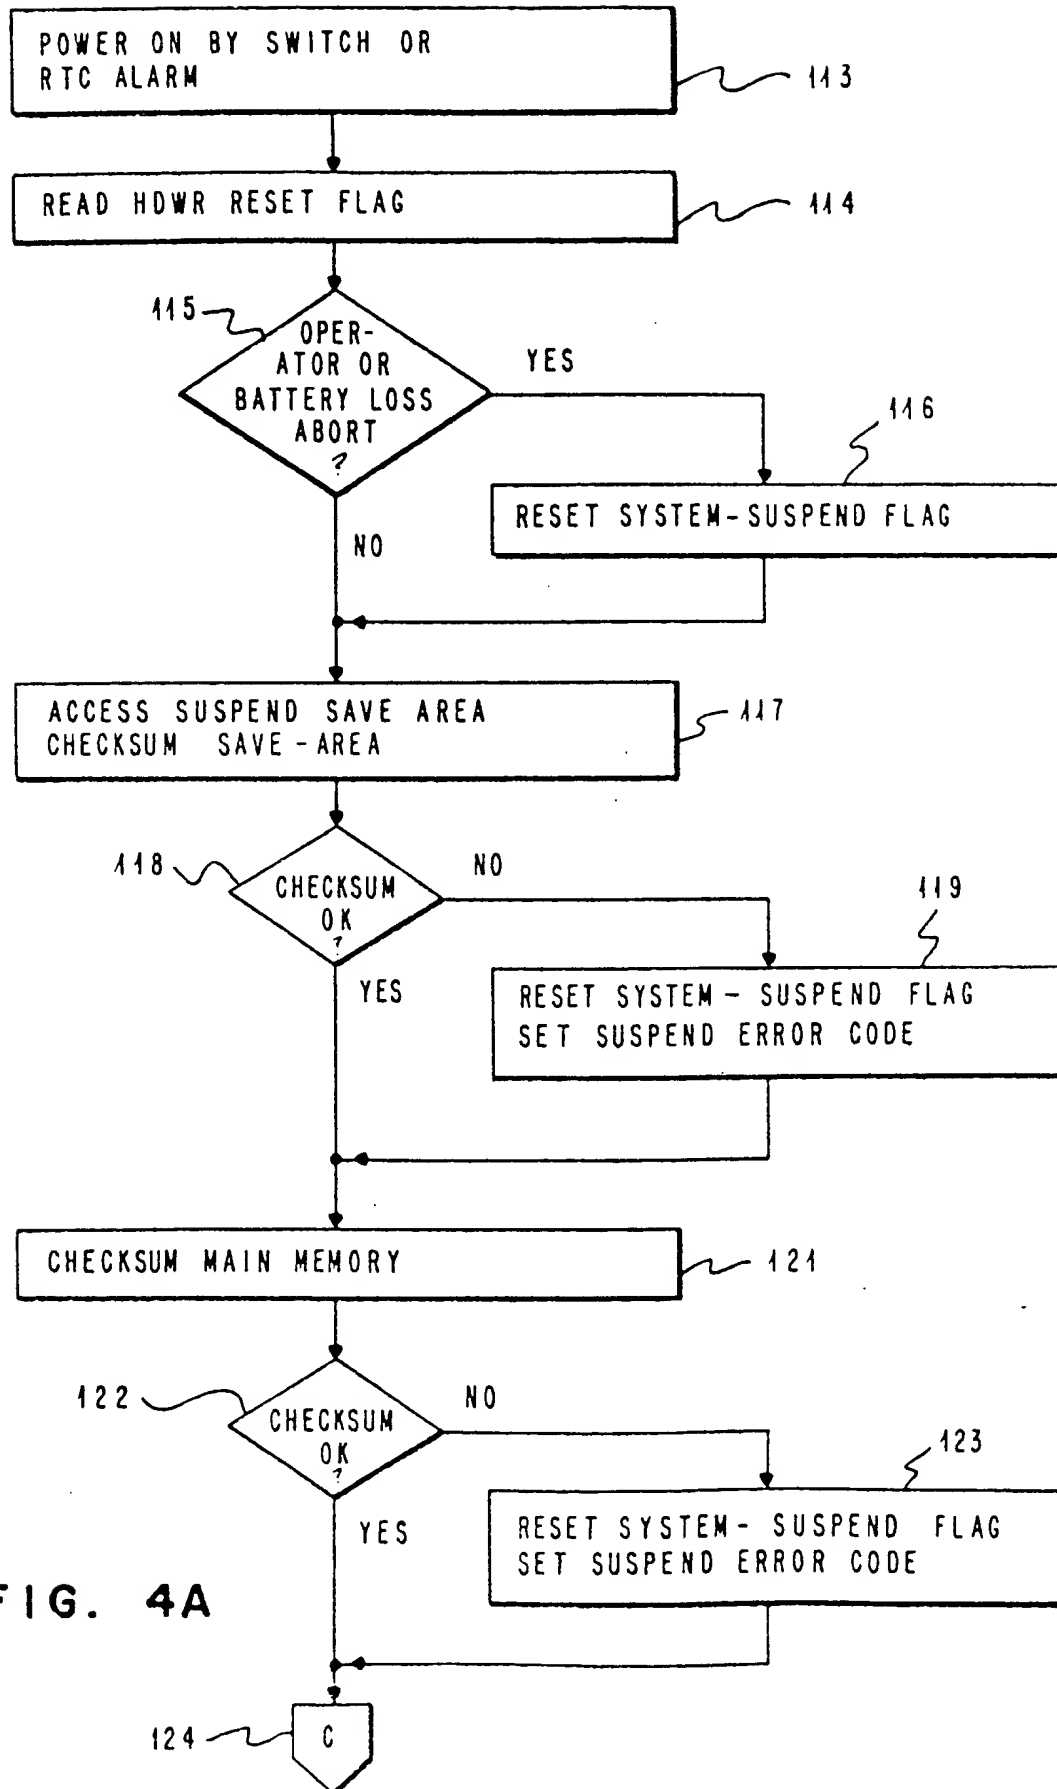 POWER ON BY SWITCH OR
RTC ALARM
113
READ HDWR RESET FLAG
114
115
OPER-
ATOR OR
BATTERY LOSS
ABORT
?
YES
116
RESET SYSTEM-SUSPEND FLAG
NO
ACCESS SUSPEND SAVE AREA
CHECKSUM SAVE-AREA
117
118
CHECKSUM
OK
?
NO
119
RESET SYSTEM- SUSPEND FLAG
SET SUSPEND ERROR CODE
YES
CHECKSUM MAIN MEMORY
121
122
CHECKSUM
OK
?
NO
123
RESET SYSTEM- SUSPEND FLAG
SET SUSPEND ERROR CODE
YES
FIG. 4A
124
C